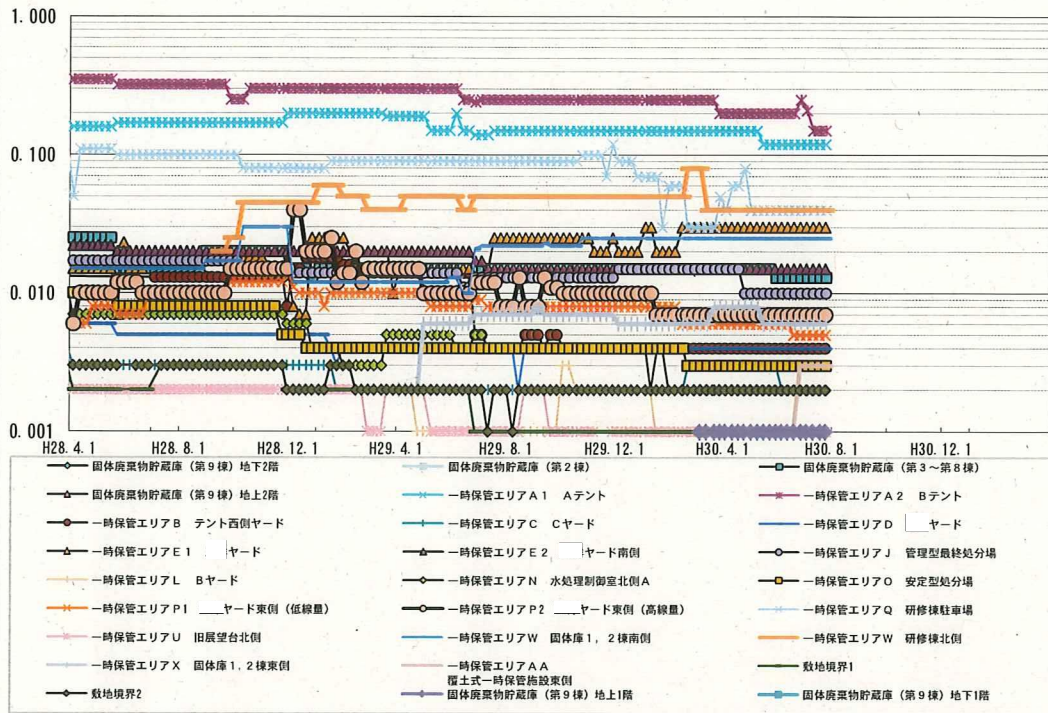 1.000
0.100
0.010
0.001
H28.4.1 H28.8.1 H28.12.1 H29.4.1 H29.8.1 H29.12.1 H30.4.1 H30.8.1 H30.12.1
固体廃棄物貯蔵庫(第9棟)地下2階 固体廃棄物貯蔵庫(第2棟) 固体廃棄物貯蔵庫(第3～第8棟)
固体廃棄物貯蔵庫(第9棟)地上2階 一時保管エリアA1 Aテント 一時保管エリアA2 Bテント
一時保管エリアB テント西側ヤード 一時保管エリアC Cヤード 一時保管エリアD ヤード
一時保管エリアE1 ヤード 一時保管エリアE2 ヤード南側 一時保管エリアJ 管理型最終処分場
一時保管エリアL Bヤード 一時保管エリアN 水処理制御室北側A 一時保管エリアO 安定型処分場
一時保管エリアP1 ヤード東側(低線量) 一時保管エリアP2 ヤード東側(高線量) 一時保管エリアQ 研修棟駐車場
一時保管エリアU 旧展望台北側 一時保管エリアW 固体庫1,2棟南側 一時保管エリアW 研修棟北側
一時保管エリアX 固体庫1,2棟東側 一時保管エリアAA 敷地境界1
覆土式一時保管施設東側
敷地境界2 固体廃棄物貯蔵庫(第9棟)地上1階 固体廃棄物貯蔵庫(第9棟)地下1階